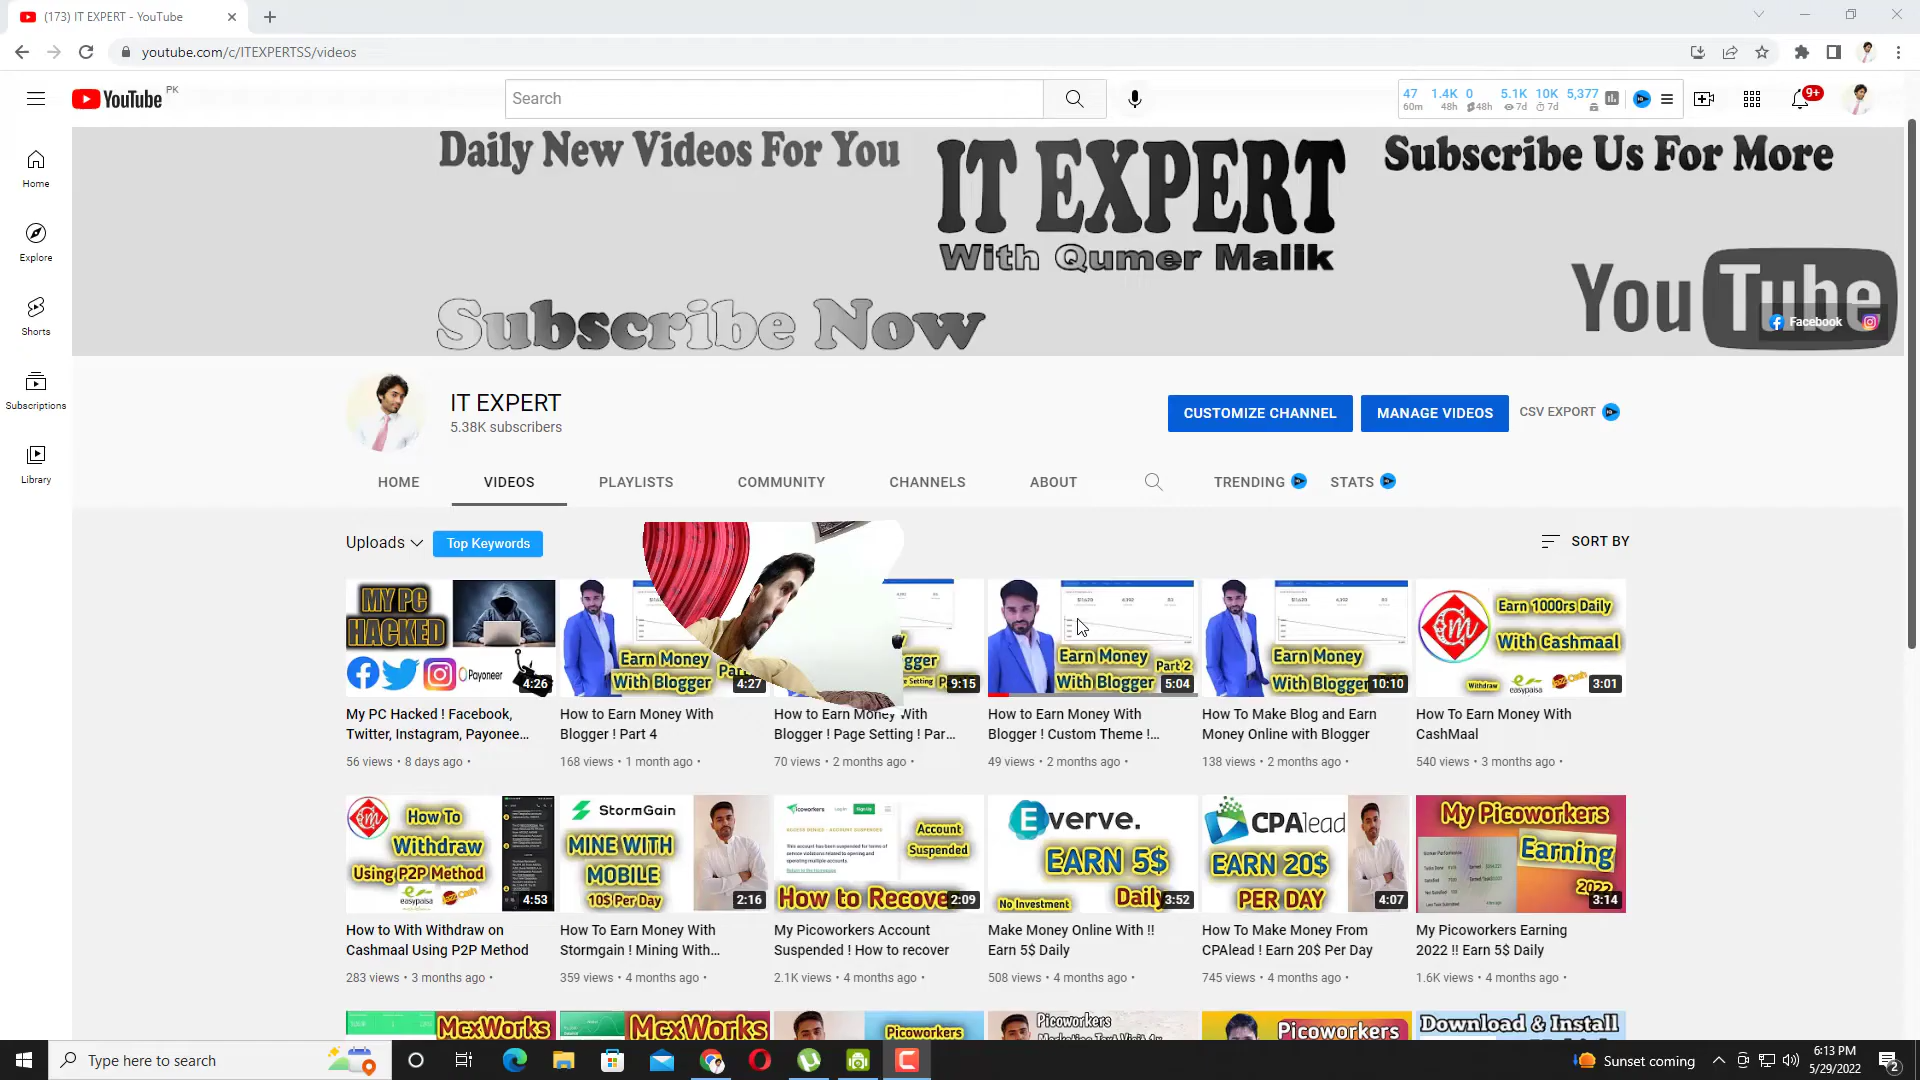 (173) IT EXPERT - YouTube
youtube.com/c/ITEXPERTSS/videos
YouTube PK
Search
47 1.4K 0 5.1K 10K 5,377
60m 48h 48h 7d 7d
9+
Daily New Videos For You
IT EXPERT
With Qumer Malik
Subscribe Us For More
Subscribe Now
YouTube
Facebook
Home
Explore
Shorts
Subscriptions
Library
IT EXPERT
5.38K subscribers
CUSTOMIZE CHANNEL
MANAGE VIDEOS
CSV EXPORT
HOME
VIDEOS
PLAYLISTS
COMMUNITY
CHANNELS
ABOUT
TRENDING
STATS
Uploads
Top Keywords
SORT BY
MY PC
HACKED
Payoneer
4:26
Earn Money
With Blogger
4:27
9:15
Earn Money Part 2
With Blogger
5:04
Earn Money
With Blogger
10:10
Earn 1000rs Daily
With Cashmaal
Withdraw
easypaisa
3:01
My PC Hacked ! Facebook,
Twitter, Instagram, Payonee...
56 views • 8 days ago •
How to Earn Money With
Blogger ! Part 4
168 views • 1 month ago •
How to Earn Money With
Blogger ! Page Setting ! Par...
70 views • 2 months ago •
How to Earn Money With
Blogger ! Custom Theme !...
49 views • 2 months ago •
How To Make Blog and Earn
Money Online with Blogger
138 views • 2 months ago •
How To Earn Money With
CashMaal
540 views • 3 months ago •
How To
Withdraw
Using P2P Method
easypaisa
4:53
StormGain
MINE WITH
MOBILE
10$ Per Day
2:16
icoworkers
ACCESS DENIED - ACCOUNT SUSPENDED
Account
Suspended
How to Recove
2:09
Everve.
EARN 5$
No Investment
Daily
3:52
CPAlead
EARN 20$
PER DAY
4:07
My Picoworkers
Earning
2022
3:14
How to With Withdraw on
Cashmaal Using P2P Method
283 views • 3 months ago •
How To Earn Money With
Stormgain ! Mining With...
359 views • 4 months ago •
My Picoworkers Account
Suspended ! How to recover
2.1K views • 4 months ago •
Make Money Online With !!
Earn 5$ Daily
508 views • 4 months ago •
How To Make Money From
CPAlead ! Earn 20$ Per Day
745 views • 4 months ago •
My Picoworkers Earning
2022 !! Earn 5$ Daily
1.6K views • 4 months ago •
McxWorks
McxWorks
Picoworkers
Picoworkers
Picoworkers
Download & Install
Type here to search
Sunset coming
6:13 PM
5/29/2022
2